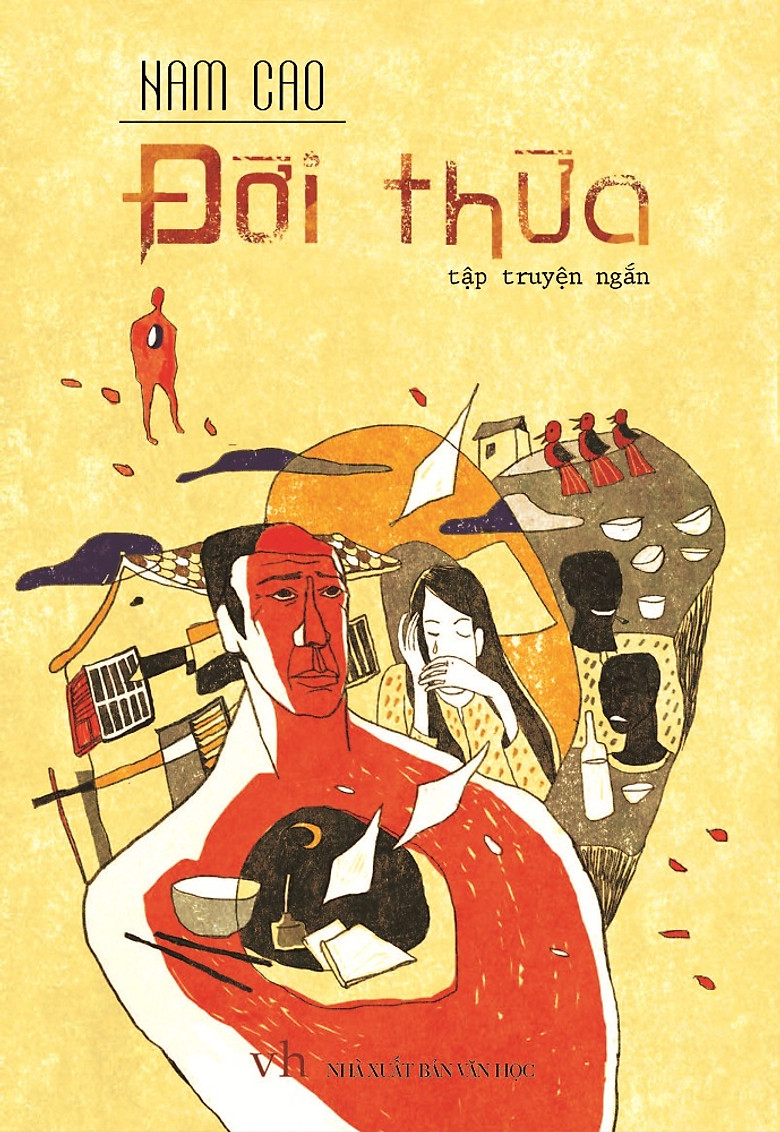 NAM CAO
Đời thừa
tập truyện ngắn
vh NHÀ XUẤT BẢN VĂN HỌC